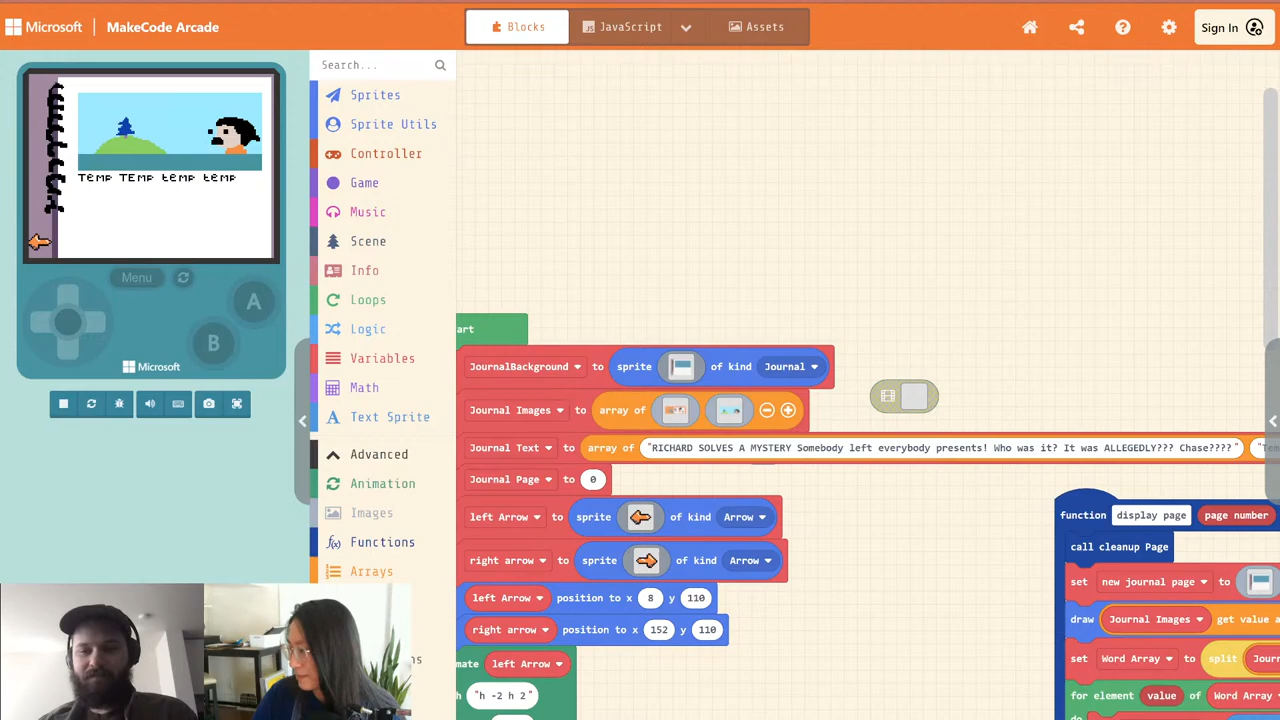 Microsoft MakeCode Arcade Blocks JavaScript Assets Sign In
Search...
Sprites
Sprite Utils
Controller
Game
Music
Scene
Info
Loops
Logic
Variables
Math
Text Sprite
Advanced
Animation
Images
Functions
Arrays
Temp Temp temp temp
Menu
A
B
Microsoft
art
JournalBackground to sprite of kind Journal
Journal Images to array of
Journal Text to array of "RICHARD SOLVES A MYSTERY Somebody left everybody presents! Who was it? It was ALLEGEDLY??? Chase????"
Journal Page to 0
left Arrow to sprite of kind Arrow
right arrow to sprite of kind Arrow
left Arrow position to x 8 y 110
right arrow position to x 152 y 110
mate left Arrow
h "h -2 h 2"
function display page page number
call cleanup Page
set new journal page to
draw Journal Images get value a
set Word Array to split Jour
for element value of Word Array
do